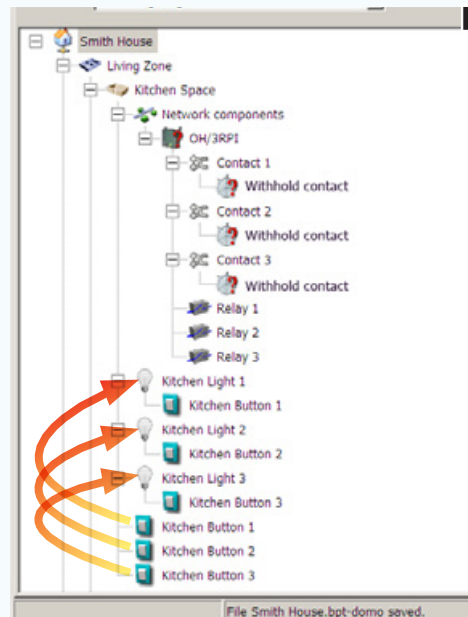 Smith House
Living Zone
Kitchen Space
Network components
OH/3RPI
Contact 1
Withhold contact
Contact 2
Withhold contact
Contact 3
Withhold contact
Relay 1
Relay 2
Relay 3
Kitchen Light 1
Kitchen Button 1
Kitchen Light 2
Kitchen Button 2
Kitchen Light 3
Kitchen Button 3
Kitchen Button 1
Kitchen Button 2
Kitchen Button 3
File Smith House.bpt-domo saved.